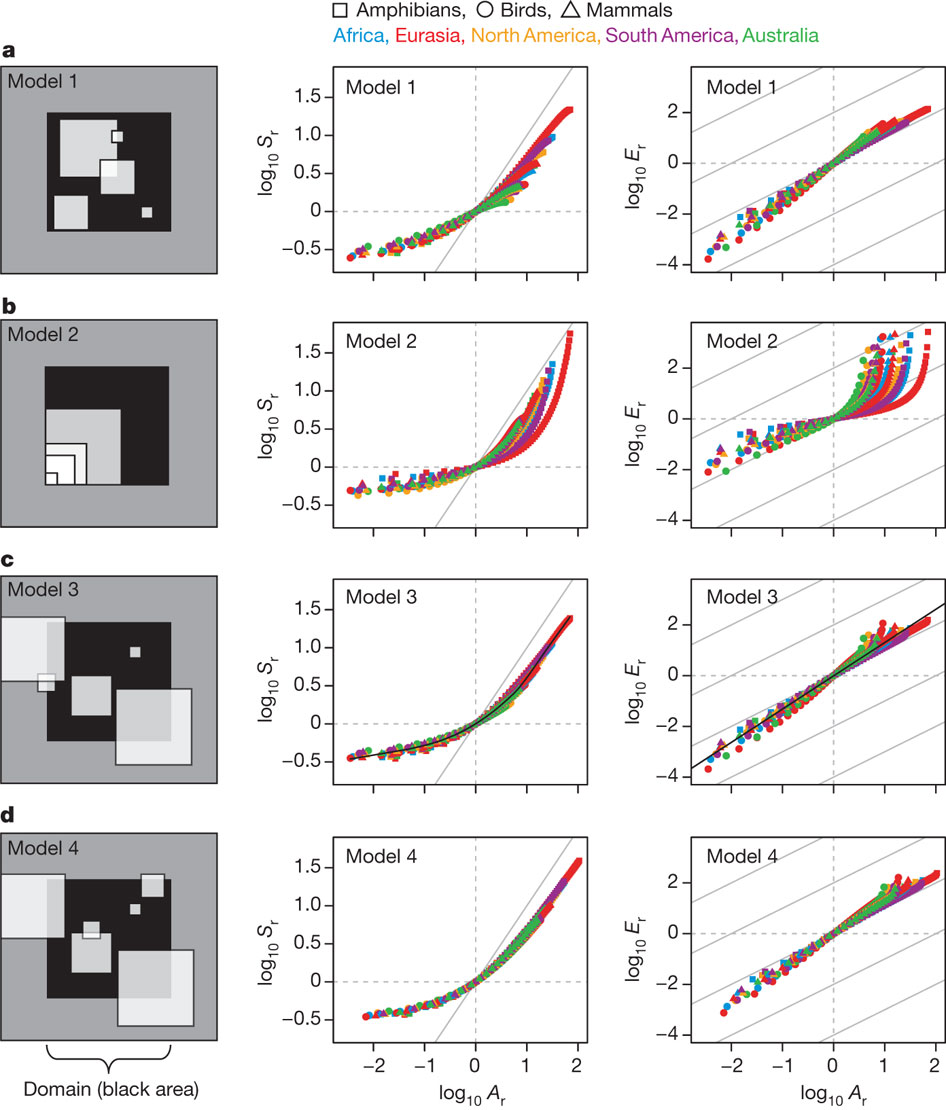 □ Amphibians, ○ Birds, △ Mammals
Africa, Eurasia, North America, South America, Australia
a
Model 1
Model 1
log10 Sr
1.5
1.0
0.5
0
−0.5
Model 1
log10 Er
2
0
−2
−4
b
Model 2
Model 2
log10 Sr
1.5
1.0
0.5
0
−0.5
Model 2
log10 Er
2
0
−2
−4
c
Model 3
Model 3
log10 Sr
1.5
1.0
0.5
0
−0.5
Model 3
log10 Er
2
0
−2
−4
d
Model 4
Model 4
log10 Sr
1.5
1.0
0.5
0
−0.5
Model 4
log10 Er
2
0
−2
−4
−2 −1 0 1 2
−2 −1 0 1 2
Domain (black area)
log10 Ar
log10 Ar